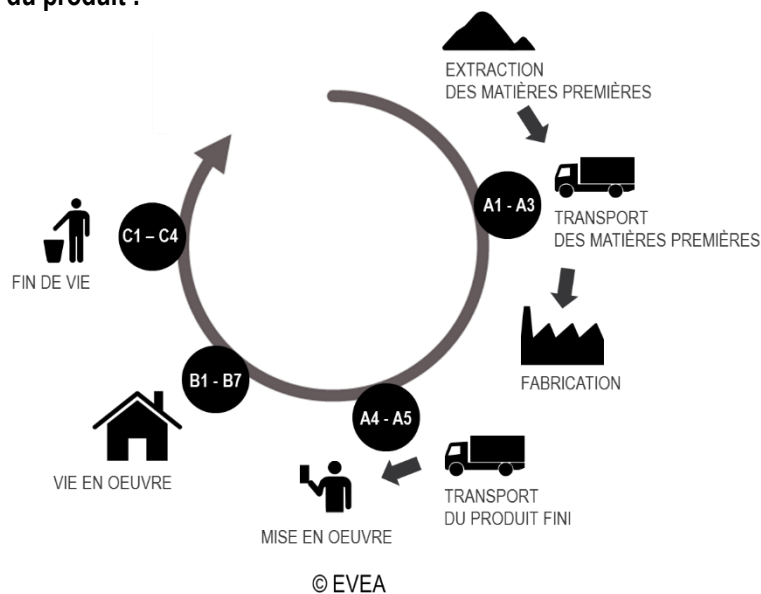 du produit :
EXTRACTION
DES MATIÈRES PREMIÈRES
A1 - A3
TRANSPORT
DES MATIÈRES PREMIÈRES
C1 – C4
FIN DE VIE
FABRICATION
B1 - B7
A4 - A5
VIE EN OEUVRE
TRANSPORT
DU PRODUIT FINI
MISE EN OEUVRE
© EVEA